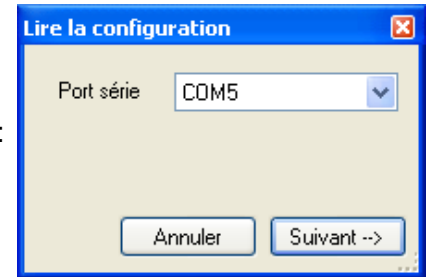 Lire la configuration
Port série COM5
:
Annuler Suivant -->